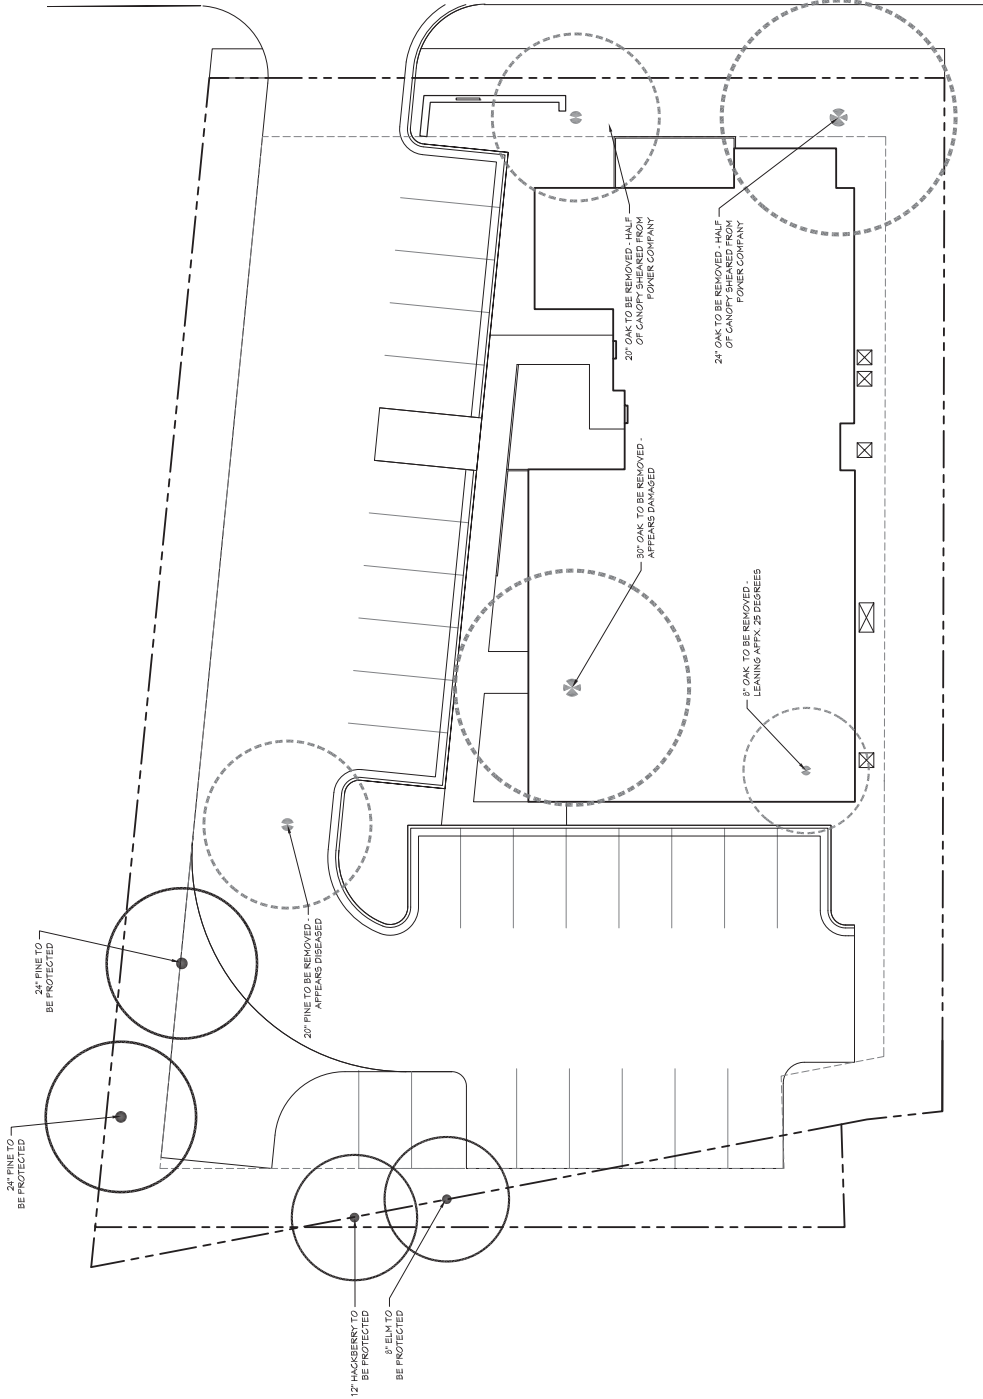 20" OAK TO BE REMOVED - HALF
OF CANOPY SHEARED FROM
POWER COMPANY
24" OAK TO BE REMOVED - HALF
OF CANOPY SHEARED FROM
POWER COMPANY
30" OAK TO BE REMOVED -
APPEARS DAMAGED
8" OAK TO BE REMOVED -
LEANING APPX. 25 DEGREES
20" PINE TO BE REMOVED -
APPEARS DISEASED
24" PINE TO
BE PROTECTED
24" PINE TO
BE PROTECTED
12" HACKBERRY TO
BE PROTECTED
8" ELM TO
BE PROTECTED